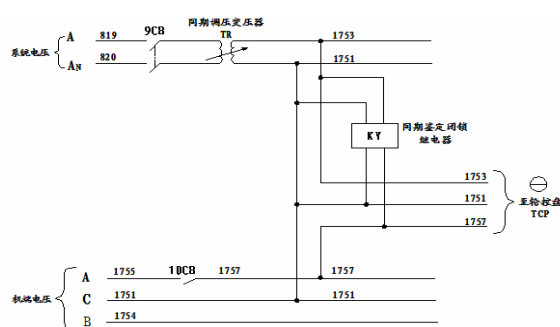 同期调压变压器
A 819 9CB TR 1753
系统电压
AN 820 1751
KY 同期鉴定闭锁
继电器
1753
1751 至轮控盘
TCP
1757
A 1755 10CB 1757 1757
机端电压 C 1751 1751
B 1754